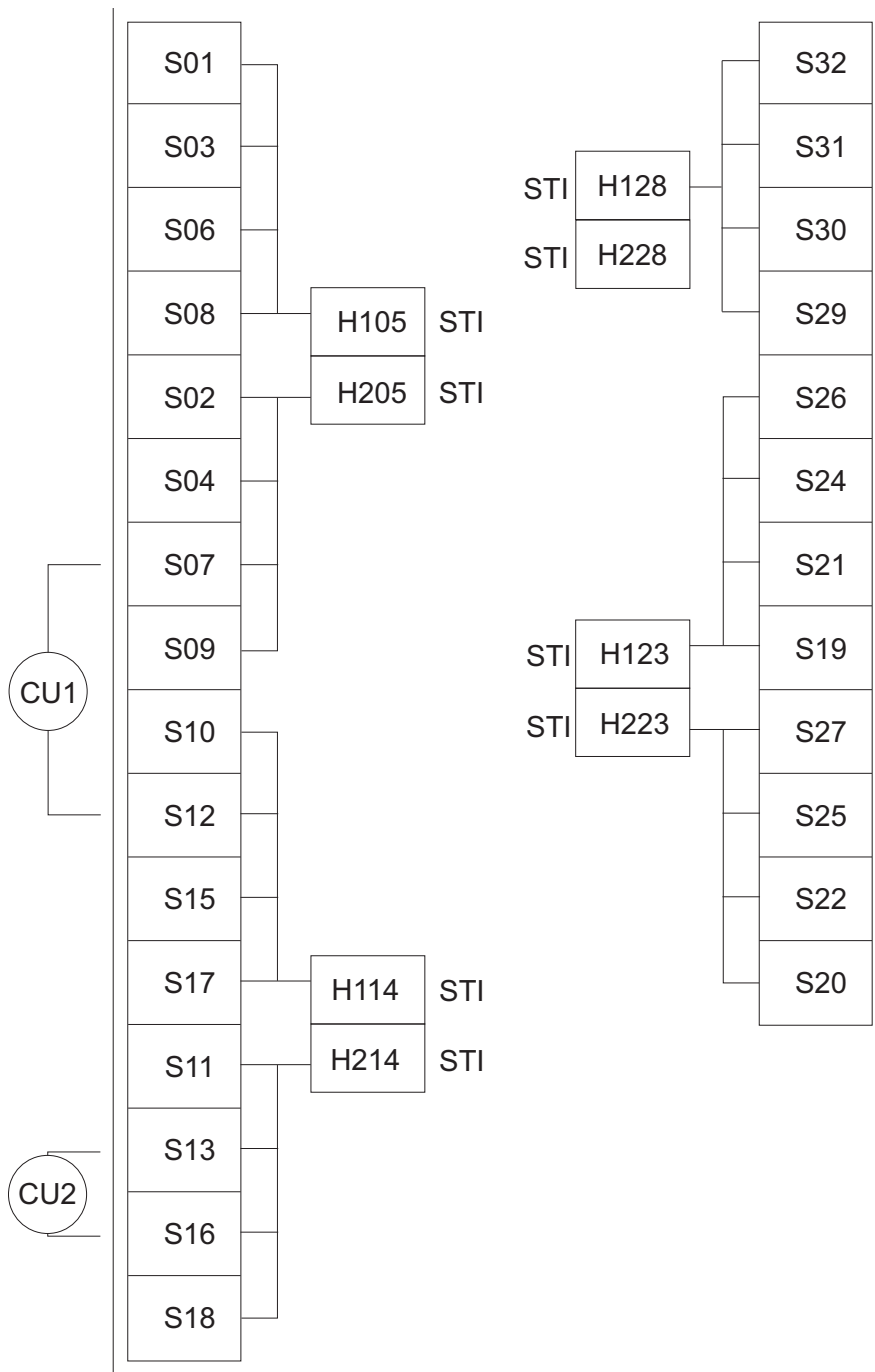 S01
S03
S06
S08
S02
S04
S07
S09
S10
S12
S15
S17
S11
S13
S16
S18
CU1
CU2
H105 STI
H205 STI
H114 STI
H214 STI
STI H128
STI H228
STI H123
STI H223
S32
S31
S30
S29
S26
S24
S21
S19
S27
S25
S22
S20